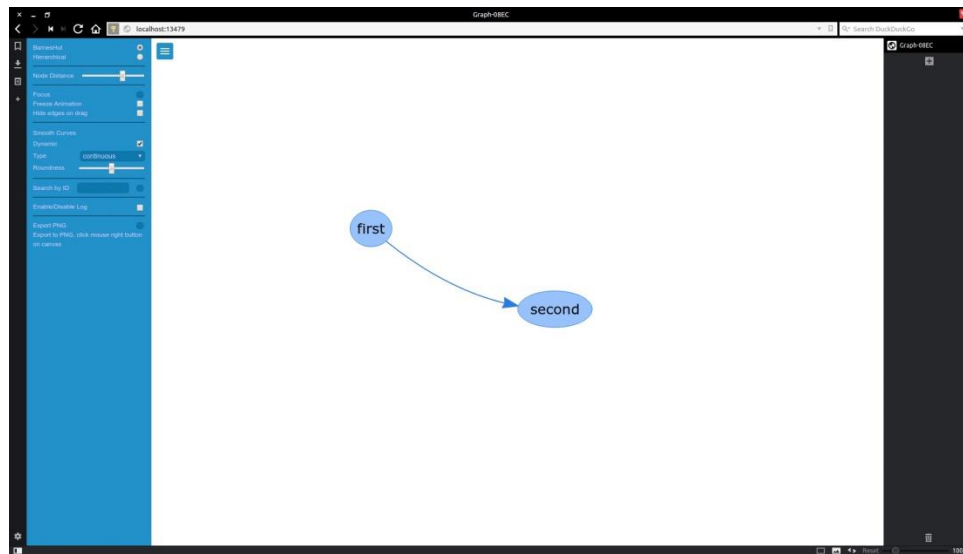 Graph-08EC
localhost:13479
Search DuckDuckGo
Graph-08EC
BarnesHut
Hierarchical
Node Distance
Focus
Freeze Animation
Hide edges on drag
Smooth Curves
Dynamic
Type continuous
Roundness
Search by ID
Enable/Disable Log
Export PNG
Export to PNG, click mouse right button
on canvas
first
second
Reset